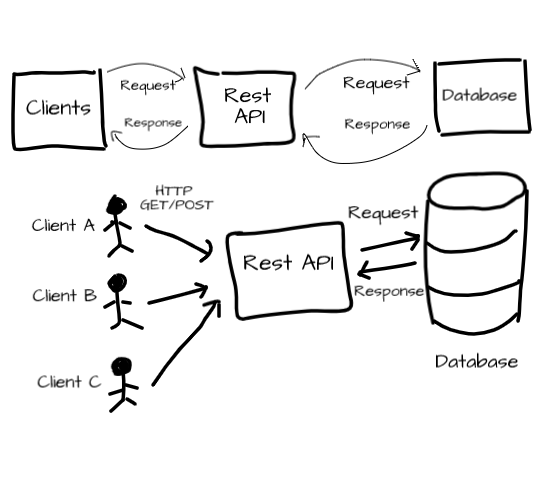 Clients
Request
Response
Rest
API
Request
Response
Database
HTTP
GET/POST
Client A
Client B
Client C
Rest API
Request
Response
Database